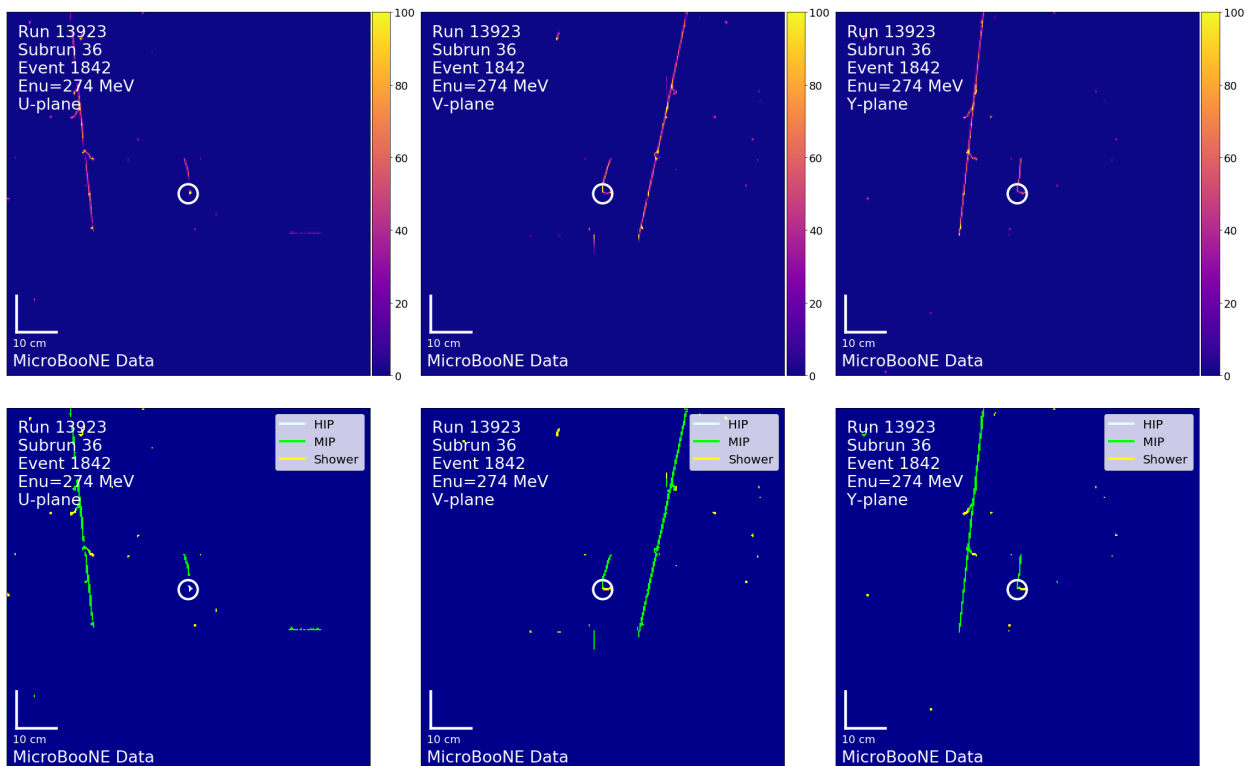 Run 13923
Subrun 36
Event 1842
Enu=274 MeV
U-plane
10 cm
MicroBooNE Data
100
80
60
40
20
0
Run 13923
Subrun 36
Event 1842
Enu=274 MeV
V-plane
10 cm
MicroBooNE Data
100
80
60
40
20
0
Run 13923
Subrun 36
Event 1842
Enu=274 MeV
Y-plane
10 cm
MicroBooNE Data
100
80
60
40
20
0
Run 13923
Subrun 36
Event 1842
Enu=274 MeV
U-plane
HIP
MIP
Shower
10 cm
MicroBooNE Data
Run 13923
Subrun 36
Event 1842
Enu=274 MeV
V-plane
HIP
MIP
Shower
10 cm
MicroBooNE Data
Run 13923
Subrun 36
Event 1842
Enu=274 MeV
Y-plane
HIP
MIP
Shower
10 cm
MicroBooNE Data